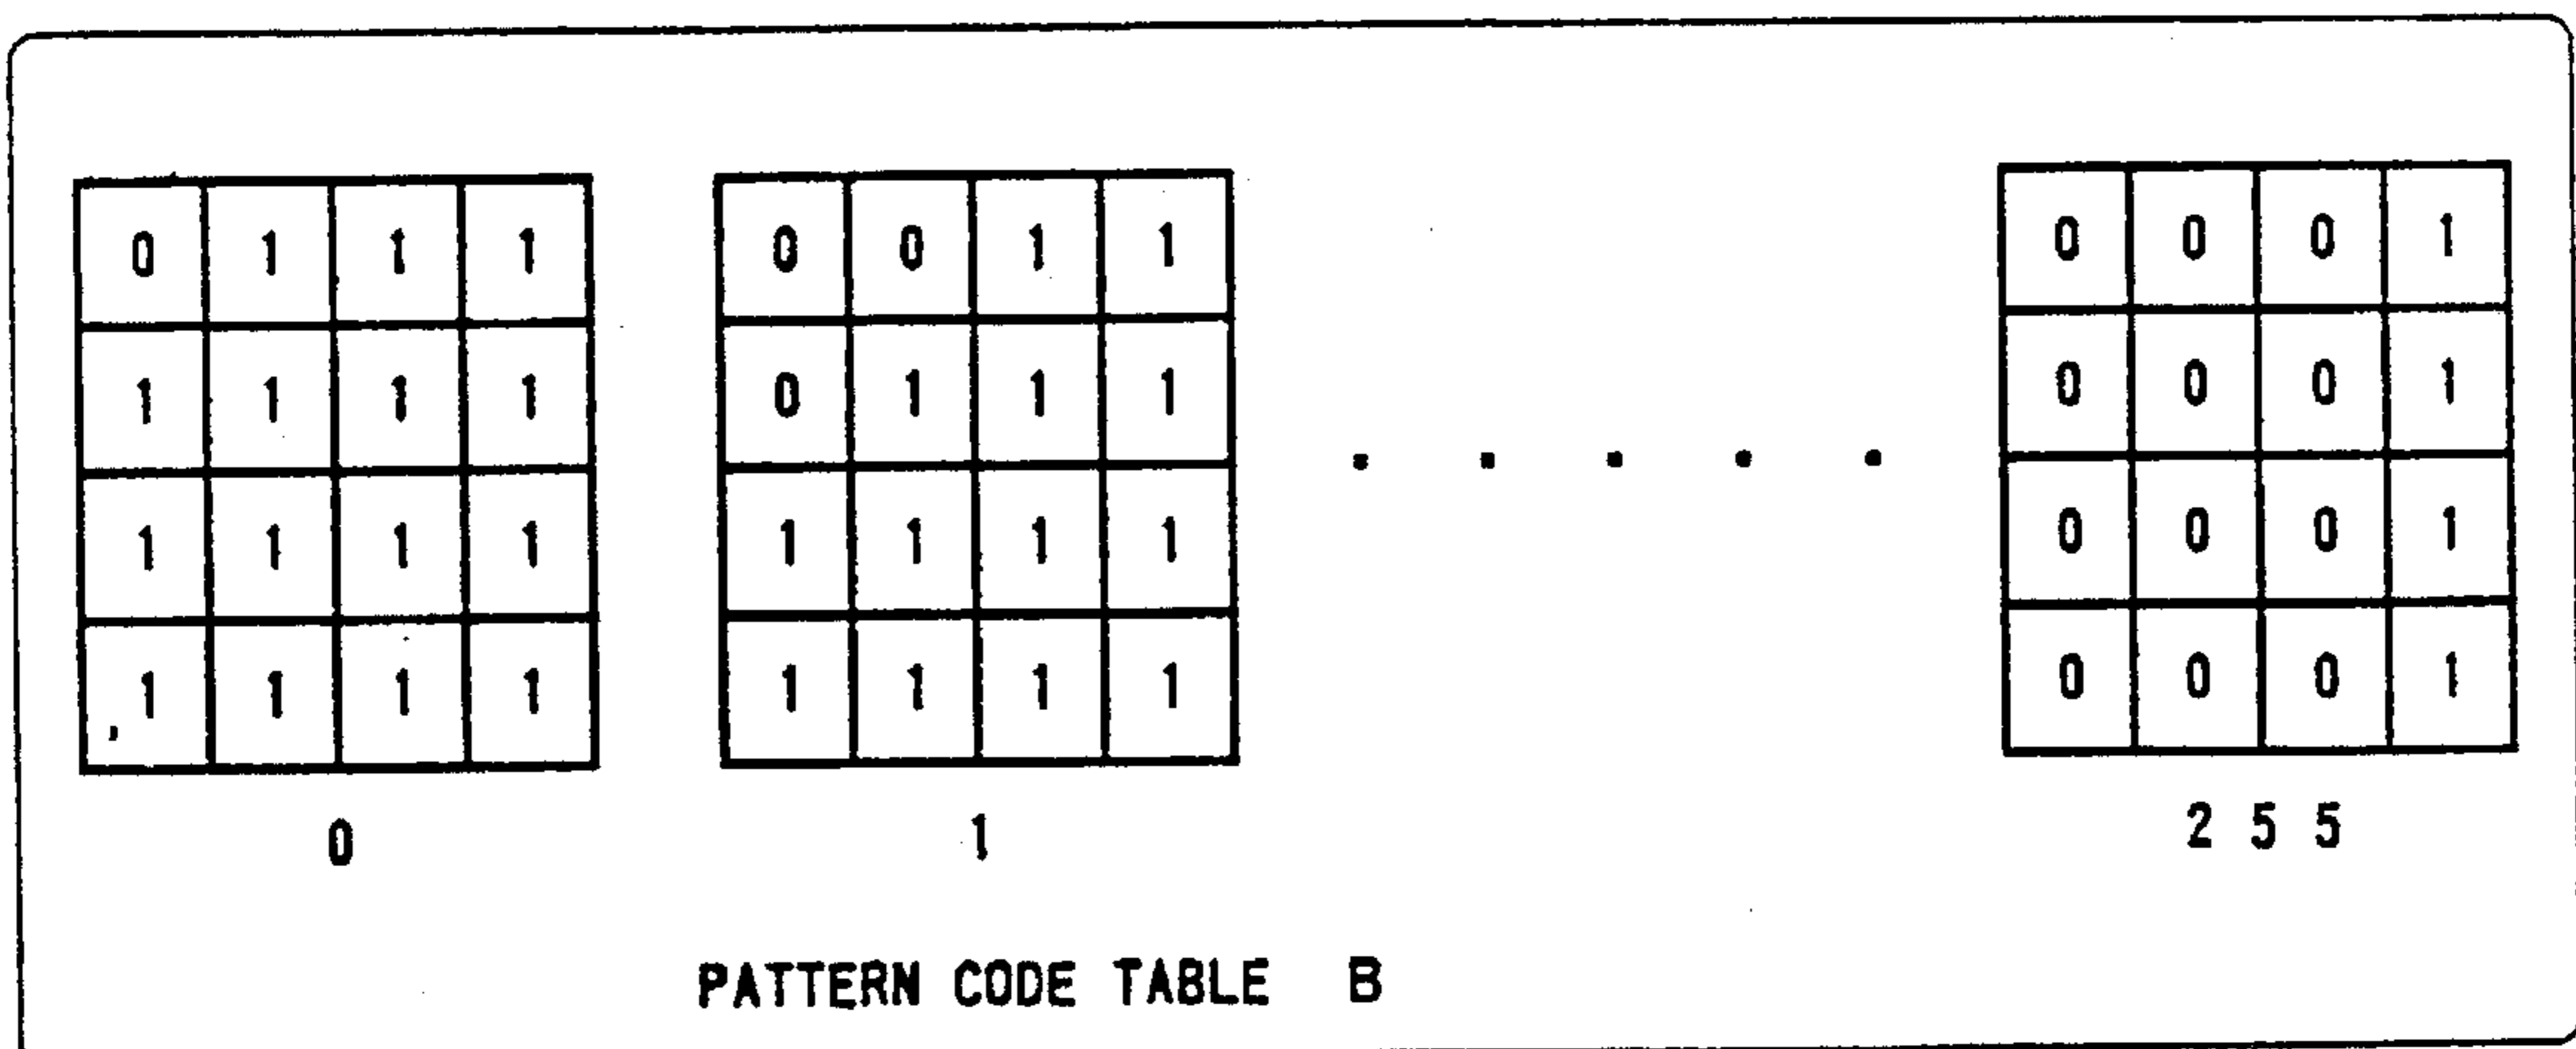 0 1 1 1 0 0 1 1 0 0 0 1
1 1 1 1 0 1 1 1 0 0 0 1
1 1 1 1 1 1 1 1 0 0 0 1
1 1 1 1 1 1 1 1 0 0 0 1
0 1 2 5 5
PATTERN CODE TABLE B